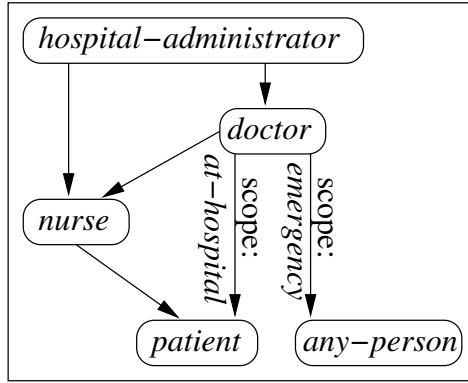 hospital−administrator
doctor
scope:
at−hospital
scope:
emergency
nurse
patient
any−person